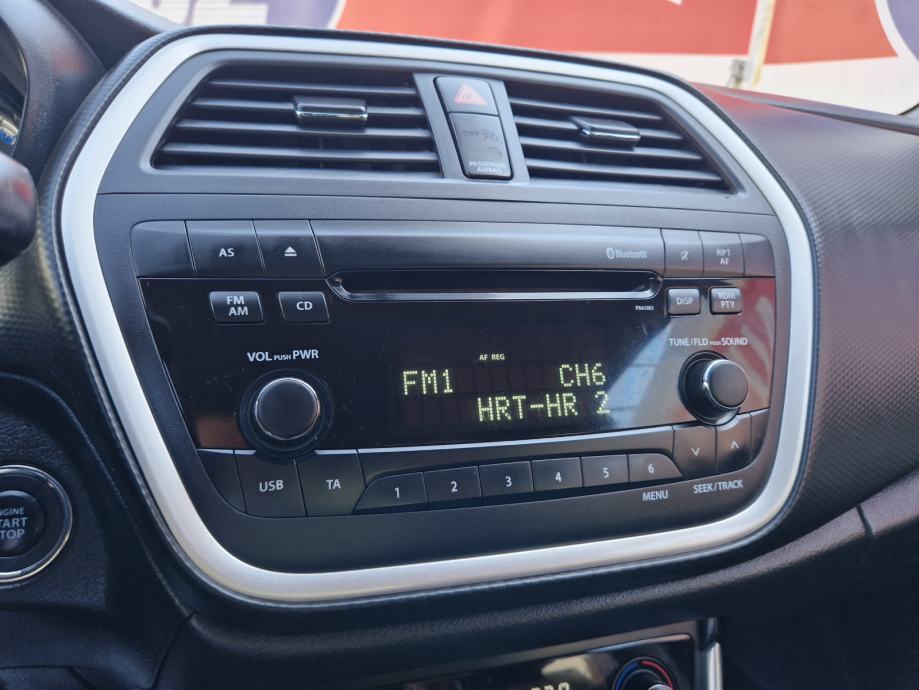 OFF
PASSENGER
AIRBAG
AS
Bluetooth
RPT
AF
FM
AM
CD
DISP
RDM
PTY
VOL PUSH PWR
TUNE/FLD PUSH SOUND
AF REG
FM1 CH6
HRT-HR 2
USB
TA
1
2
3
4
5
6
MENU
SEEK/TRACK
ENGINE
START
STOP